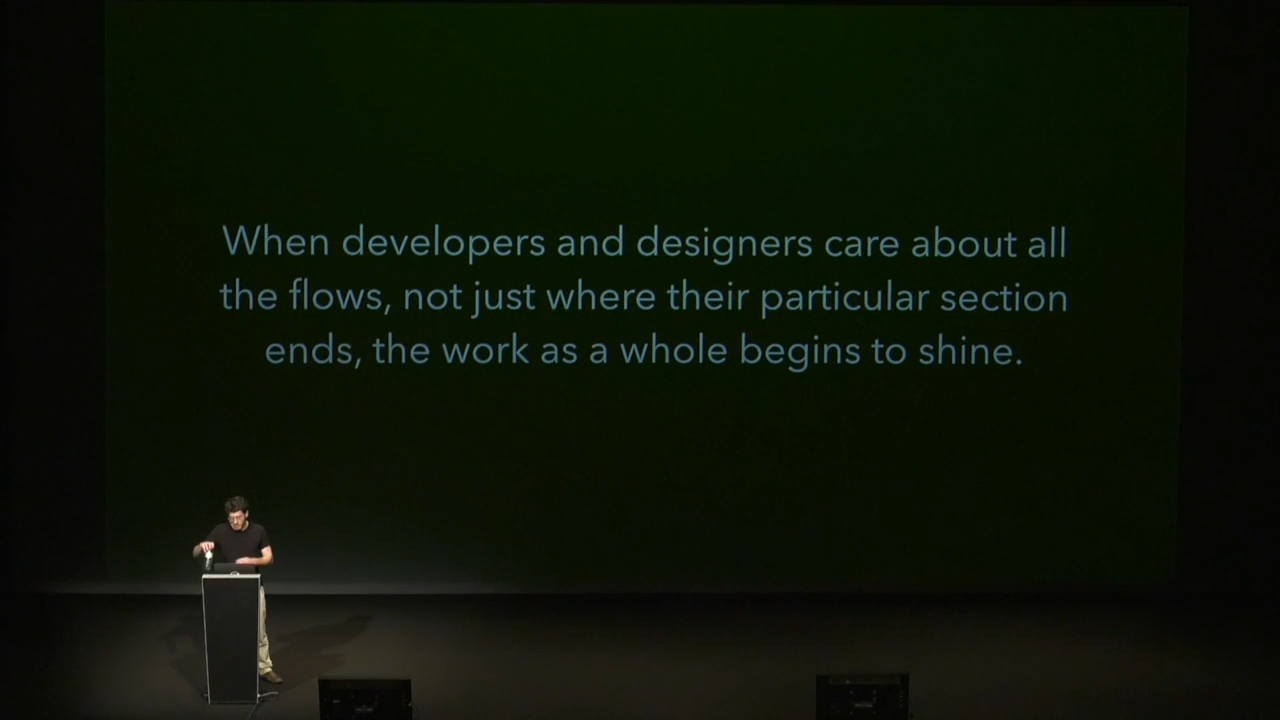 When developers and designers care about all
the flows, not just where their particular section
ends, the work as a whole begins to shine.